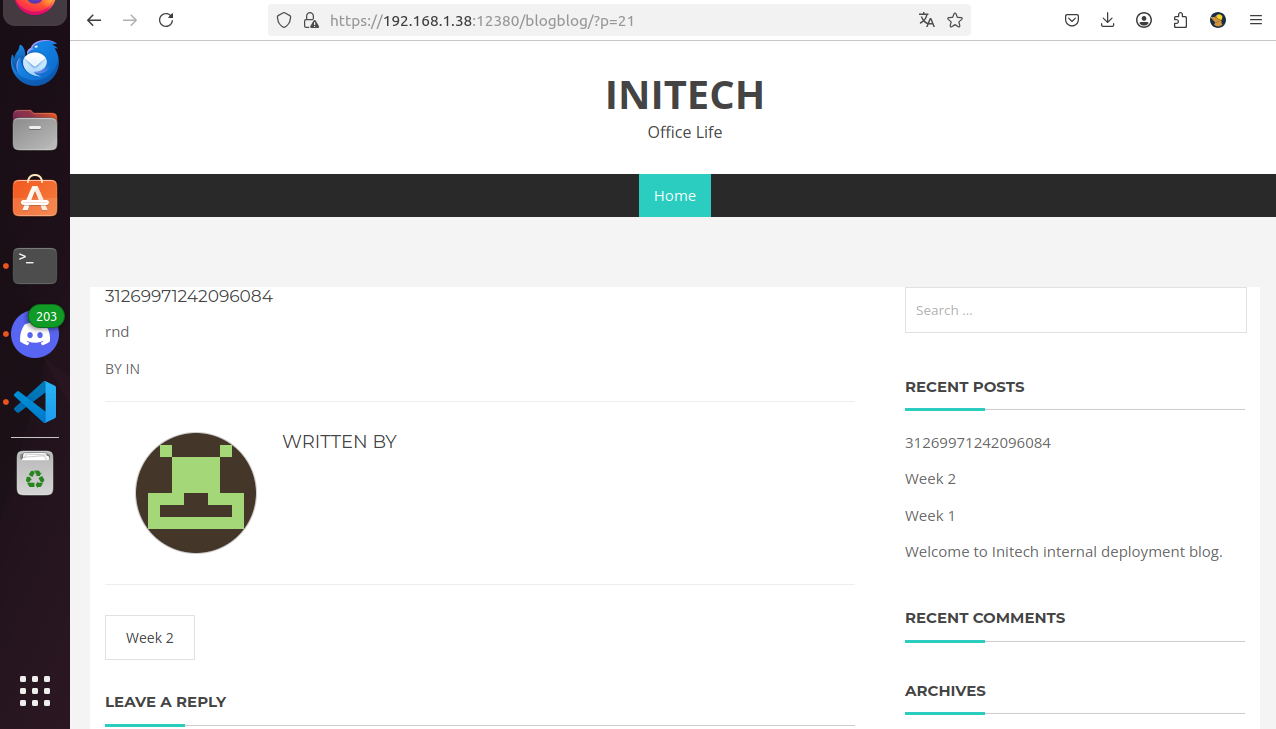 https://192.168.1.38:12380/blogblog/?p=21
INITECH
Office Life
Home
31269971242096084
rnd
BY IN
WRITTEN BY
Week 2
LEAVE A REPLY
Search ...
RECENT POSTS
31269971242096084
Week 2
Week 1
Welcome to Initech internal deployment blog.
RECENT COMMENTS
ARCHIVES
>_
203